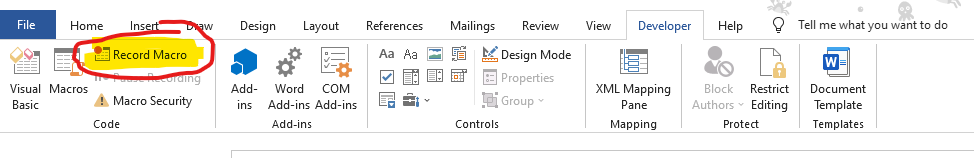 File Home Insert Draw Design Layout References Mailings Review View Developer Help Tell me what you want to do
Visual Basic
Macros
Record Macro
Pause Recording
Macro Security
Code
Add-ins
Word Add-ins
COM Add-ins
Add-ins
Aa Aa
Design Mode
Properties
Group
Controls
XML Mapping Pane
Mapping
Block Authors
Restrict Editing
Protect
Document Template
Templates